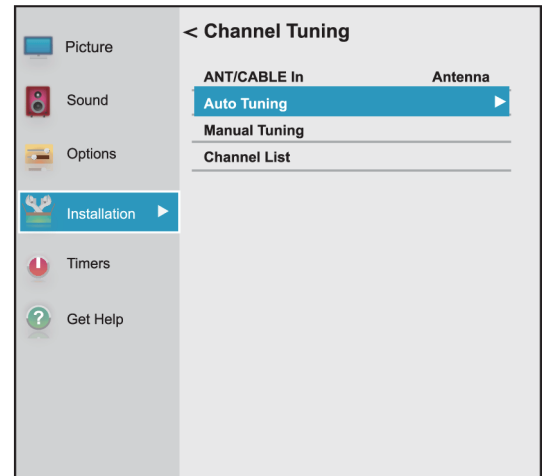 Picture
Sound
Options
Installation
Timers
Get Help
< Channel Tuning
ANT/CABLE In Antenna
Auto Tuning
Manual Tuning
Channel List